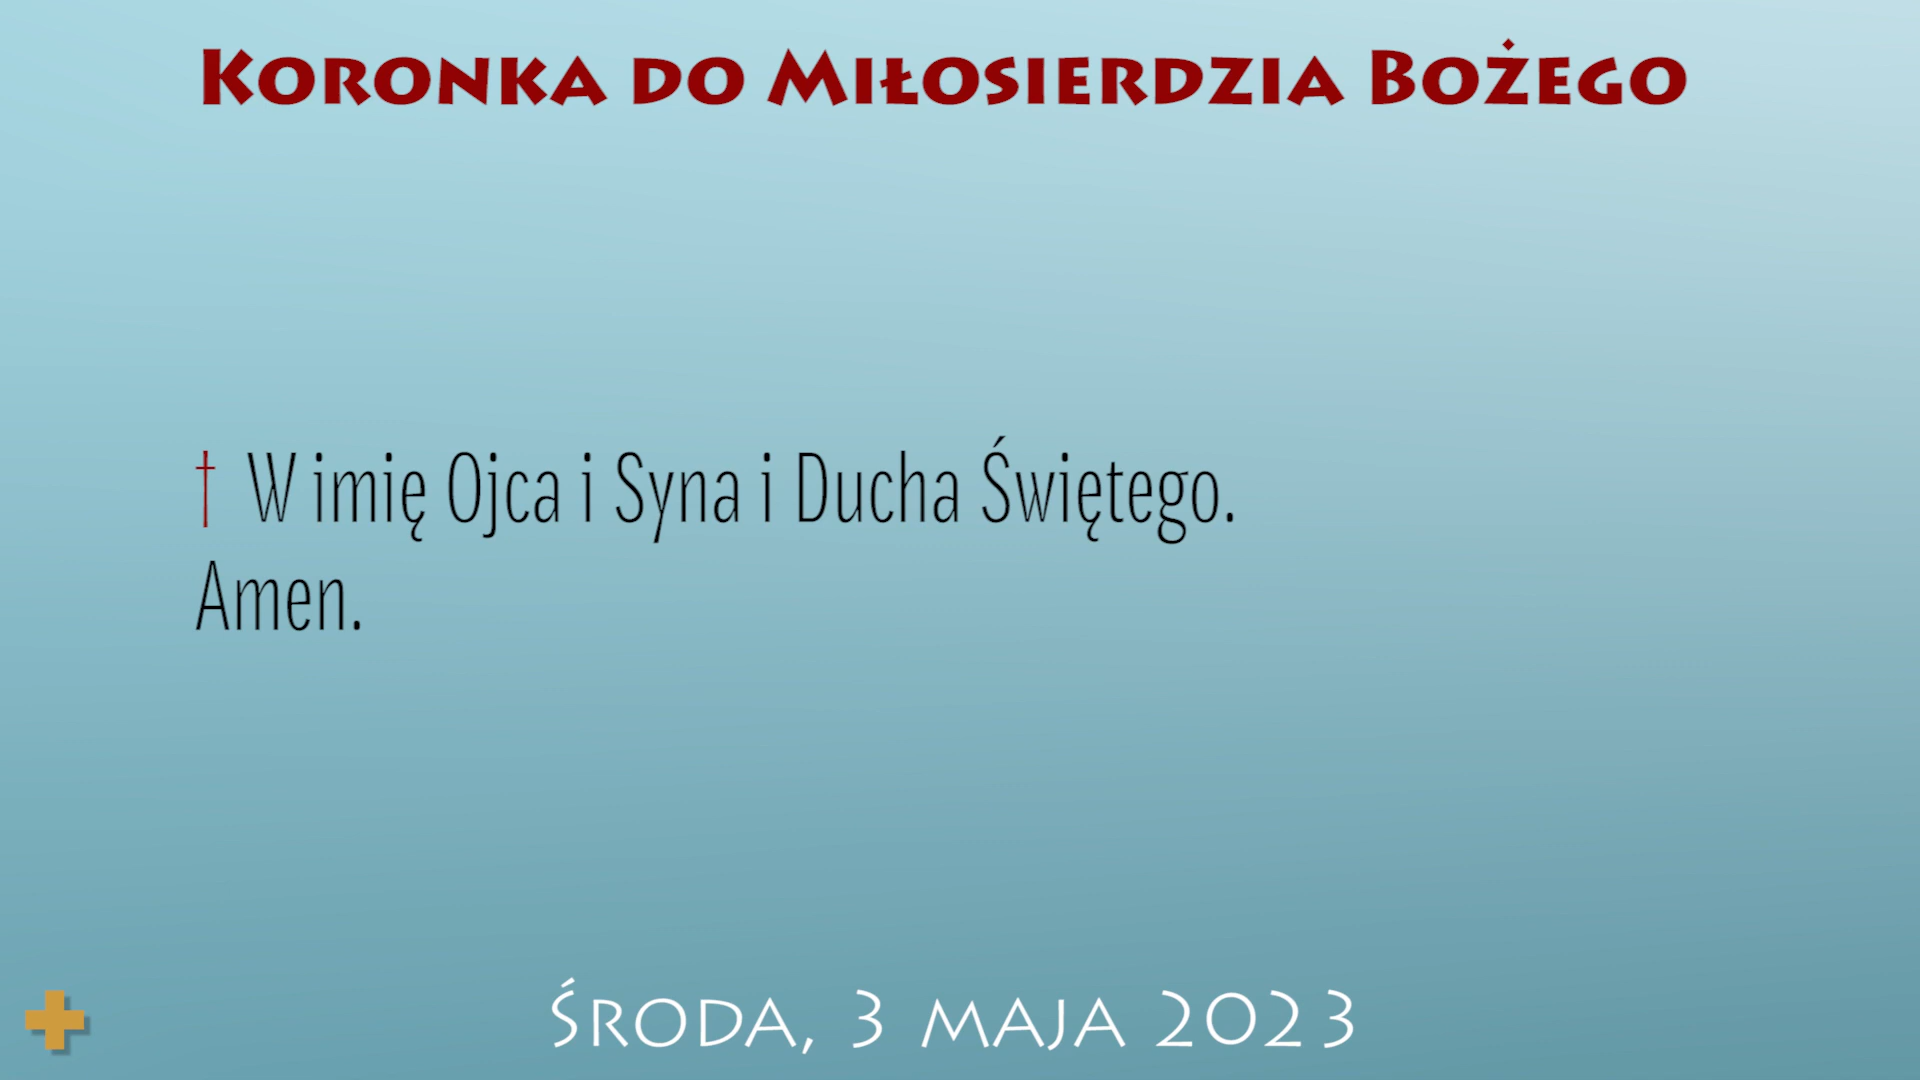 Koronka do Miłosierdzia Bożego
† W imię Ojca i Syna i Ducha Świętego.
Amen.
Środa, 3 maja 2023